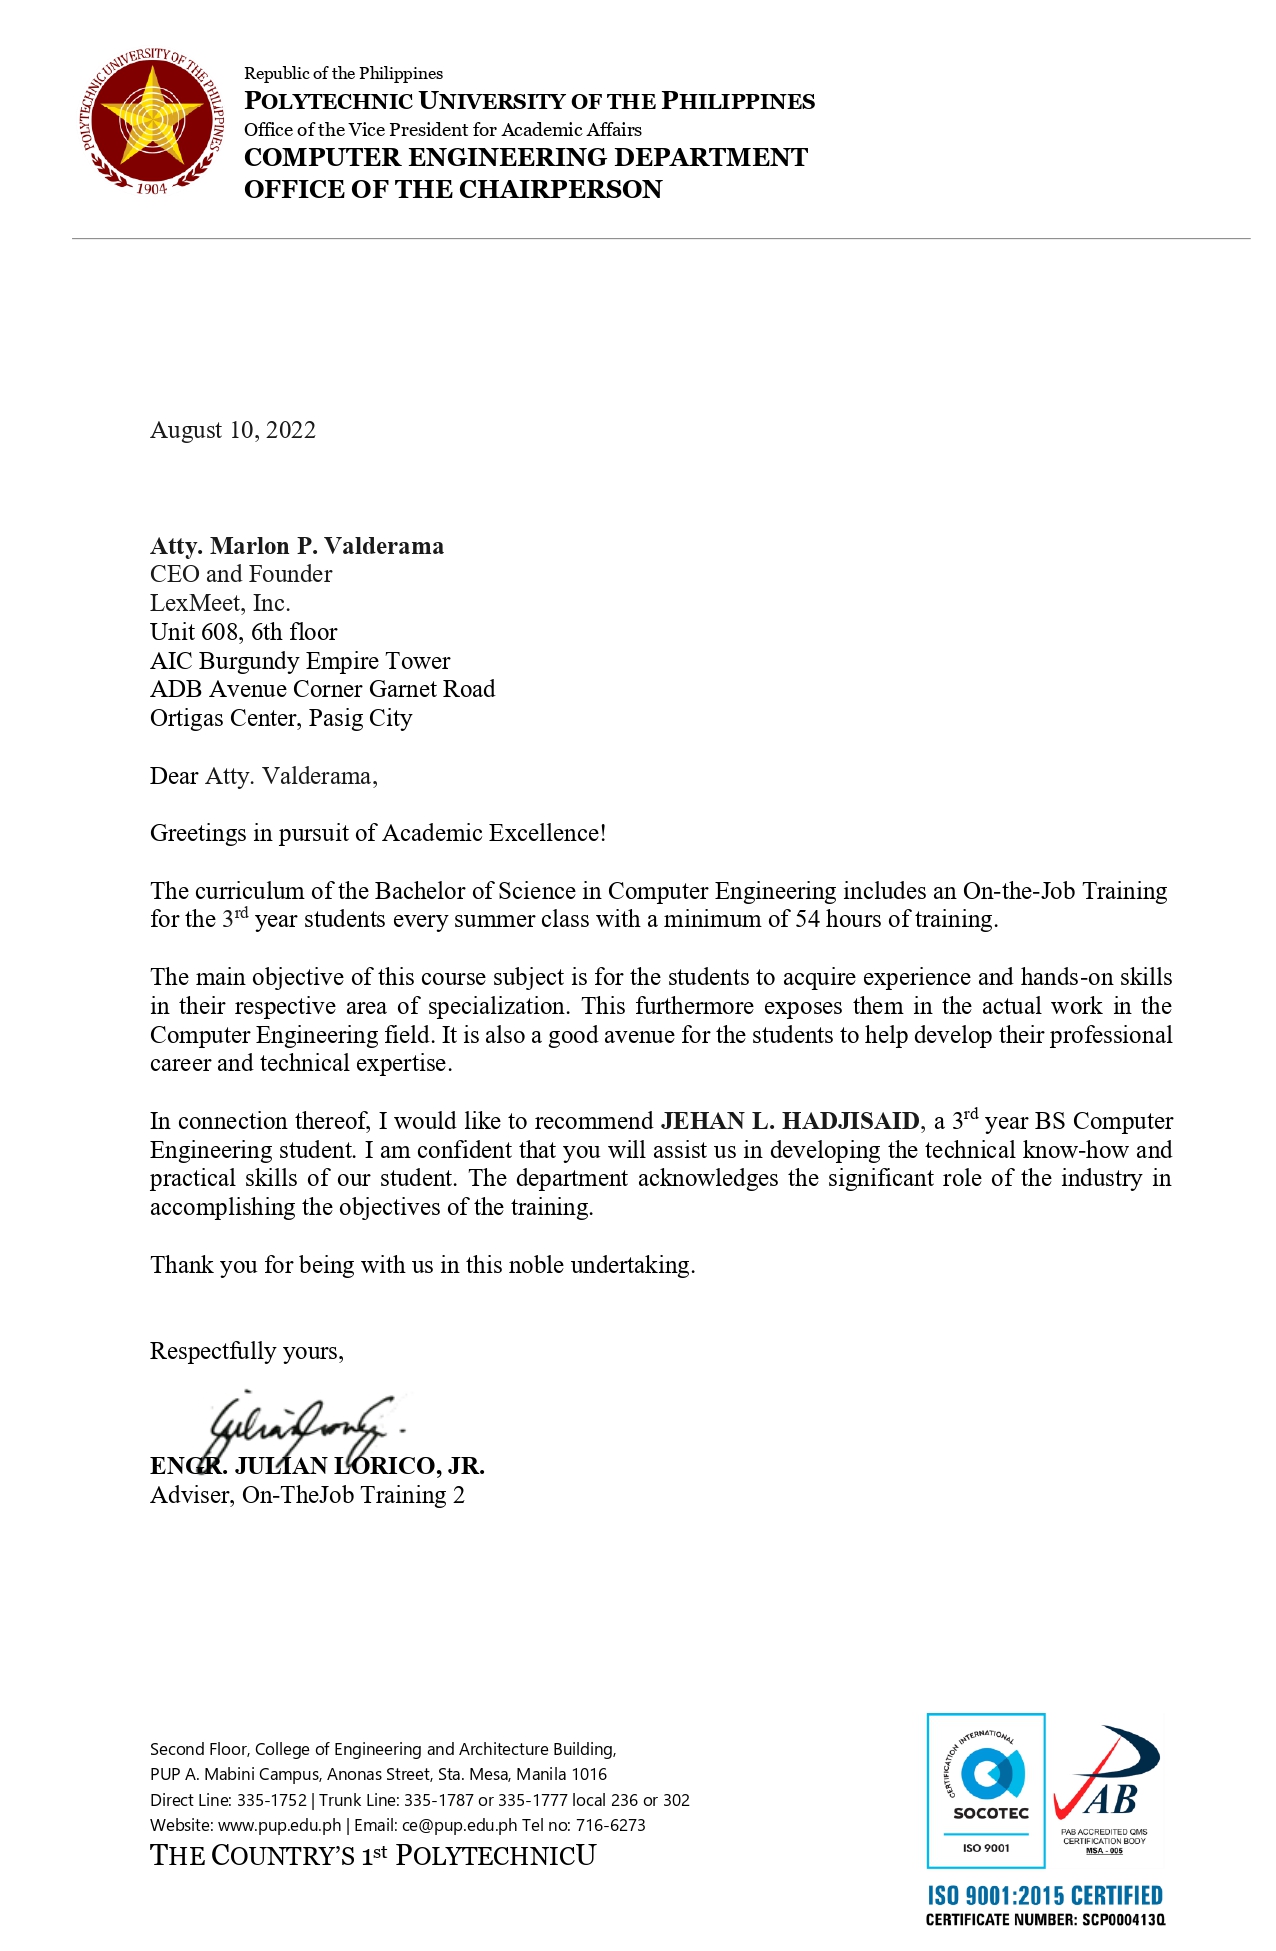 POLYTECHNIC UNIVERSITY OF THE PHILIPPINES
1904
Republic of the Philippines
POLYTECHNIC UNIVERSITY OF THE PHILIPPINES
Office of the Vice President for Academic Affairs
COMPUTER ENGINEERING DEPARTMENT
OFFICE OF THE CHAIRPERSON
August 10, 2022
Atty. Marlon P. Valderama
CEO and Founder
LexMeet, Inc.
Unit 608, 6th floor
AIC Burgundy Empire Tower
ADB Avenue Corner Garnet Road
Ortigas Center, Pasig City
Dear Atty. Valderama,
Greetings in pursuit of Academic Excellence!
The curriculum of the Bachelor of Science in Computer Engineering includes an On-the-Job Training
for the 3rd year students every summer class with a minimum of 54 hours of training.
The main objective of this course subject is for the students to acquire experience and hands-on skills
in their respective area of specialization. This furthermore exposes them in the actual work in the
Computer Engineering field. It is also a good avenue for the students to help develop their professional
career and technical expertise.
In connection thereof, I would like to recommend JEHAN L. HADJISAID, a 3rd year BS Computer
Engineering student. I am confident that you will assist us in developing the technical know-how and
practical skills of our student. The department acknowledges the significant role of the industry in
accomplishing the objectives of the training.
Thank you for being with us in this noble undertaking.
Respectfully yours,
ENGR. JULIAN LORICO, JR.
Adviser, On-TheJob Training 2
Second Floor, College of Engineering and Architecture Building,
PUP A. Mabini Campus, Anonas Street, Sta. Mesa, Manila 1016
Direct Line: 335-1752 | Trunk Line: 335-1787 or 335-1777 local 236 or 302
Website: www.pup.edu.ph | Email: ce@pup.edu.ph Tel no: 716-6273
THE COUNTRY'S 1st POLYTECHNICU
CERTIFICATION INTERNATIONAL
SOCOTEC
ISO 9001
PAB
PAB ACCREDITED QMS
CERTIFICATION BODY
MSA - 005
ISO 9001:2015 CERTIFIED
CERTIFICATE NUMBER: SCP000413Q